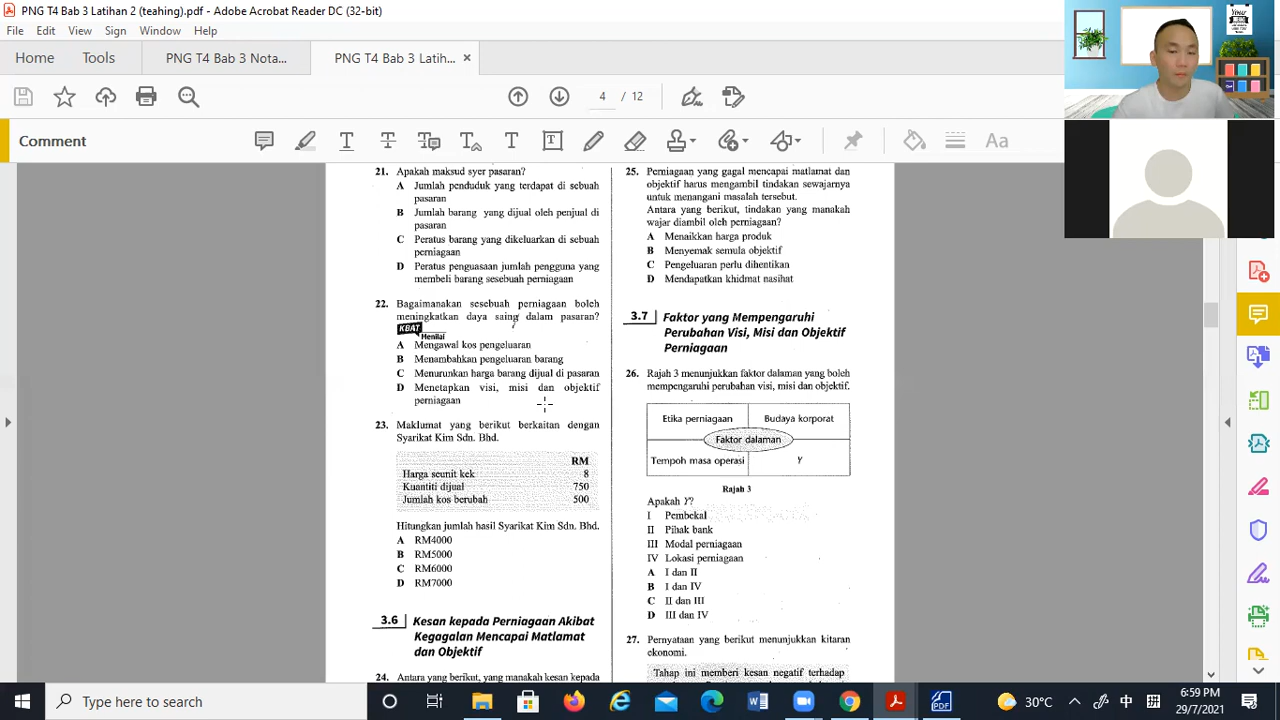 PNG T4 Bab 3 Latihan 2 (teahing).pdf - Adobe Acrobat Reader DC (32-bit)
File Edit View Sign Window Help
Home Tools PNG T4 Bab 3 Nota... PNG T4 Bab 3 Latih...
4 / 12
Comment
21. Apakah maksud syer pasaran?
A Jumlah penduduk yang terdapat di sebuah
pasaran
B Jumlah barang yang dijual oleh penjual di
pasaran
C Peratus barang yang dikeluarkan di sebuah
perniagaan
D Peratus penguasaan jumlah pengguna yang
membeli barang sesebuah perniagaan
22. Bagaimanakan sesebuah perniagaan boleh
meningkatkan daya saing dalam pasaran?
KBAT Menilai
A Mengawal kos pengeluaran
B Menambahkan pengeluaran barang
C Menurunkan harga barang dijual di pasaran
D Menetapkan visi, misi dan objektif
perniagaan
23. Maklumat yang berikut berkaitan dengan
Syarikat Kim Sdn. Bhd.
RM
Harga seunit kek 8
Kuantiti dijual 750
Jumlah kos berubah 500
Hitungkan jumlah hasil Syarikat Kim Sdn. Bhd.
A RM4000
B RM5000
C RM6000
D RM7000
3.6 Kesan kepada Perniagaan Akibat
Kegagalan Mencapai Matlamat
dan Objektif
24. Antara yang berikut, yang manakah kesan kepada
25. Perniagaan yang gagal mencapai matlamat dan
objektif harus mengambil tindakan sewajarnya
untuk menangani masalah tersebut.
Antara yang berikut, tindakan yang manakah
wajar diambil oleh perniagaan?
A Menaikkan harga produk
B Menyemak semula objektif
C Pengeluaran perlu dihentikan
D Mendapatkan khidmat nasihat
3.7 Faktor yang Mempengaruhi
Perubahan Visi, Misi dan Objektif
Perniagaan
26. Rajah 3 menunjukkan faktor dalaman yang boleh
mempengaruhi perubahan visi, misi dan objektif.
Etika perniagaan Budaya korporat
Faktor dalaman
Tempoh masa operasi Y
Rajah 3
Apakah Y?
I Pembekal
II Pihak bank
III Modal perniagaan
IV Lokasi perniagaan
A I dan II
B I dan IV
C II dan III
D III dan IV
27. Pernyataan yang berikut menunjukkan kitaran
ekonomi.
Tahap ini memberi kesan negatif terhadap
Type here to search
30°C
中
6:59 PM
29/7/2021